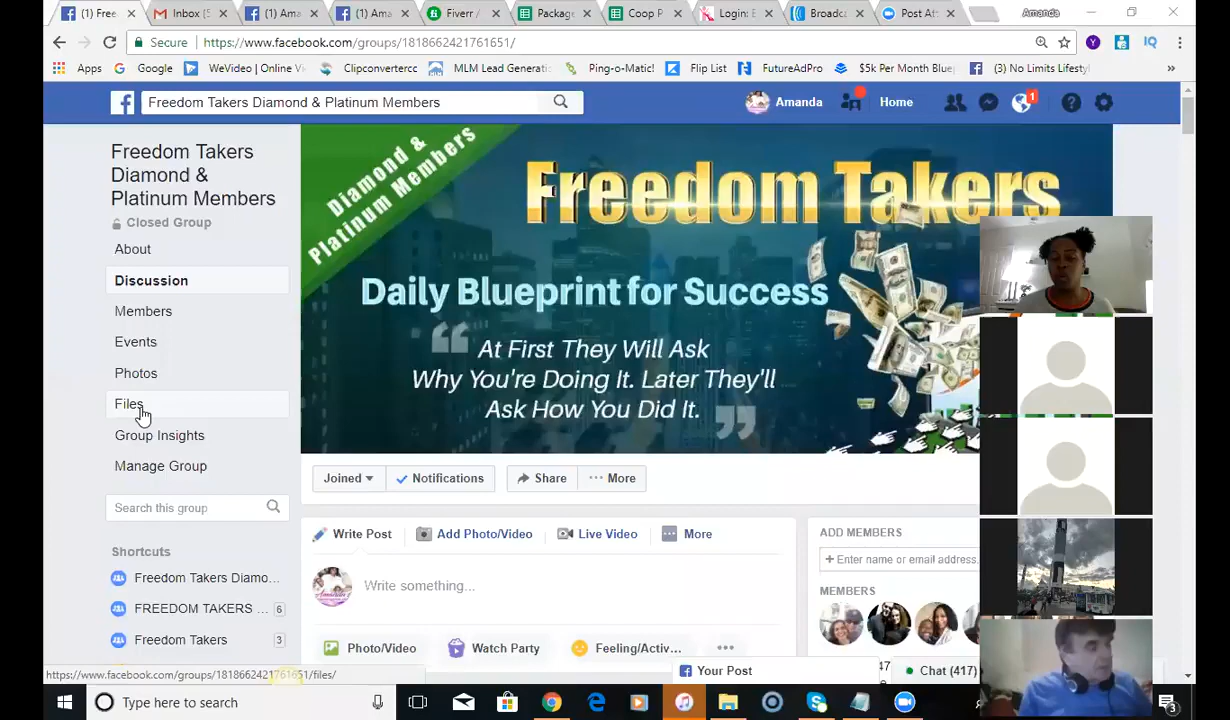 (1) Free
Inbox (5
(1) Ama
(1) Ama
Fiverr /
Package
Coop P
Login: E
Broadca
Post Att
Amanda
Secure
https://www.facebook.com/groups/1818662421761651/
Apps
Google
WeVideo | Online Vi
Clipconvertercc
MLM Lead Generati
Ping-o-Matic!
Flip List
FutureAdPro
$5k Per Month Blue
(3) No Limits Lifesty
»
Freedom Takers Diamond & Platinum Members
Amanda
Home
1
Freedom Takers
Diamond &
Platinum Members
Closed Group
About
Discussion
Members
Events
Photos
Files
Group Insights
Manage Group
Search this group
Shortcuts
Freedom Takers Diamo...
FREEDOM TAKERS ... 6
Freedom Takers 3
Diamond &
Platinum Members
Freedom Takers
Daily Blueprint for Success
“ At First They Will Ask
Why You're Doing It. Later They'll
Ask How You Did It. ”
Joined
Notifications
Share
More
Write Post
Add Photo/Video
Live Video
More
Write something...
Photo/Video
Watch Party
Feeling/Activ...
ADD MEMBERS
+ Enter name or email address.
MEMBERS
47
Your Post
Chat (417)
https://www.facebook.com/groups/1818662421761651/files/
Type here to search
3